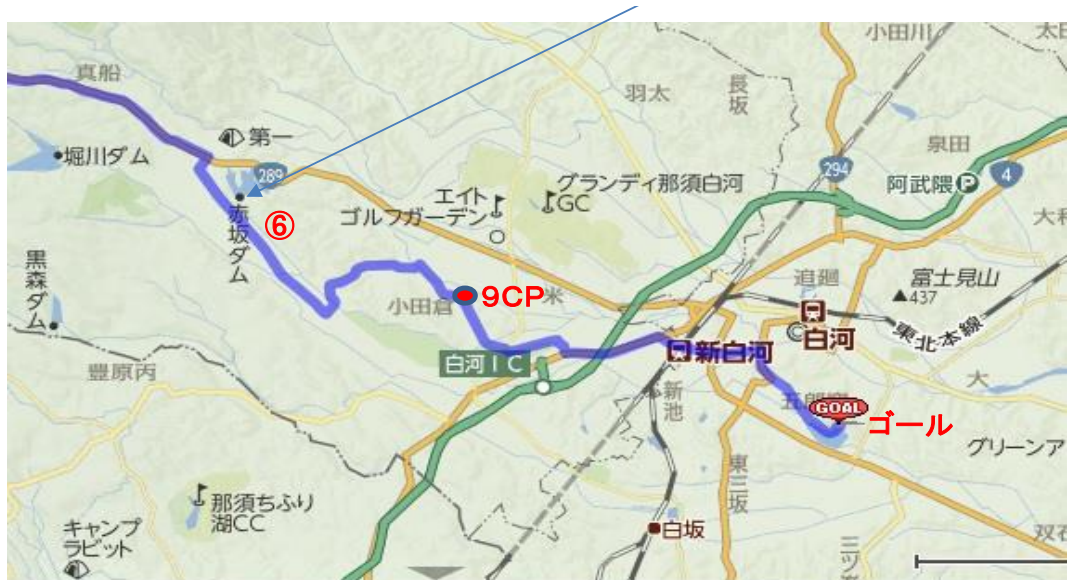 小田川
真船
羽太
長坂
第一
堀川ダム
289
294
泉田
4
阿武隈
P
エイト
ゴルフガーデン
グランディ那須白河
GC
赤坂ダム
⑥
黒森ダム
小田倉
9CP
米
追廻
富士見山
▲437
白河
東北本線
白河IC
新白河
豊原丙
新池
大
GOAL
ゴール
グリーンア
東三坂
那須ちふり
湖CC
キャンプ
ラビット
白坂
双石